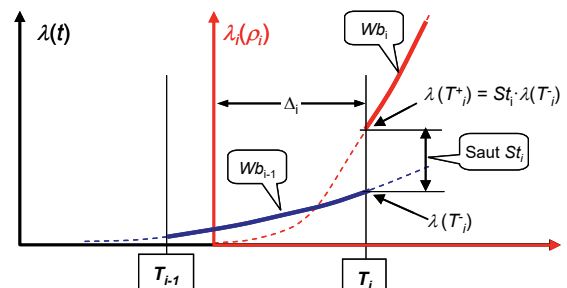 λ(t)
λᵢ(ρᵢ)
Wbᵢ
Δᵢ
λ(T⁺ᵢ) = Stᵢ·λ(T⁻ᵢ)
Wbᵢ₋₁
Saut Stᵢ
λ(T⁻ᵢ)
Tᵢ₋₁
Tᵢ